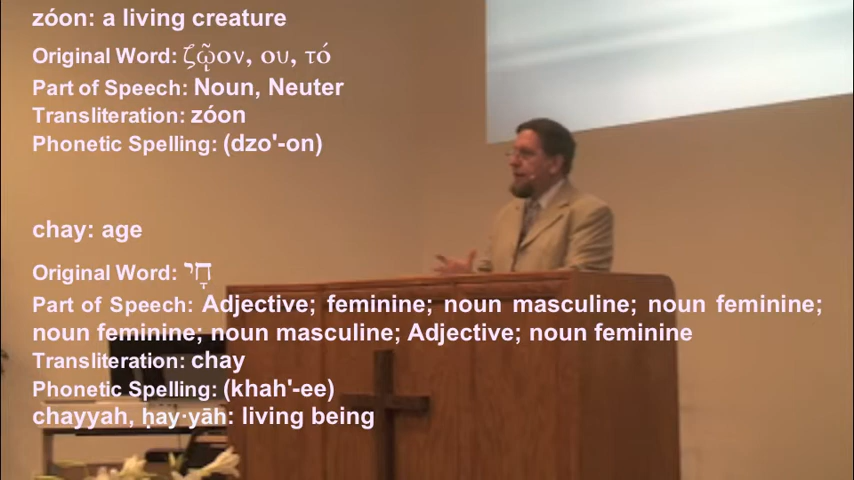 zóon: a living creature
Original Word: ζῷον, ου, τό
Part of Speech: Noun, Neuter
Transliteration: zóon
Phonetic Spelling: (dzo'-on)
chay: age
Original Word: חָי
Part of Speech: Adjective; feminine; noun masculine; noun feminine;
noun feminine; noun masculine; Adjective; noun feminine
Transliteration: chay
Phonetic Spelling: (khah'-ee)
chayyah, ḥay·yāh: living being